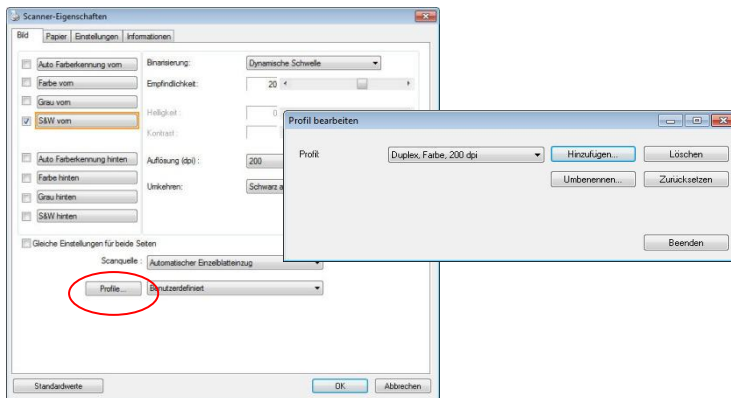 Scanner-Eigenschaften
Bild Papier Einstellungen Informationen
Auto Farberkennung vorn
Farbe vorn
Grau vorn
S&W vorn
Auto Farberkennung hinten
Farbe hinten
Grau hinten
S&W hinten
Binarisierung: Dynamische Schwelle
Empfindlichkeit: 20
Helligkeit : 0
Kontrast :
Auflösung (dpi) : 200
Umkehren: Schwarz a
Gleiche Einstellungen für beide Seiten
Scanquelle : Automatischer Einzelblatteinzug
Profile... Benutzerdefiniert
Standardwerte OK Abbrechen
Profil bearbeiten
Profil: Duplex, Farbe, 200 dpi Hinzufügen... Löschen
Umbenennen... Zurücksetzen
Beenden